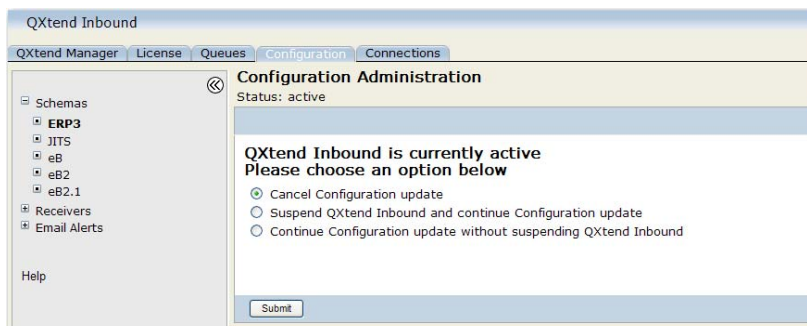 QXtend Inbound
QXtend Manager License Queues Configuration Connections
Schemas
ERP3
JITS
eB
eB2
eB2.1
Receivers
Email Alerts
Help
Configuration Administration
Status: active
QXtend Inbound is currently active
Please choose an option below
Cancel Configuration update
Suspend QXtend Inbound and continue Configuration update
Continue Configuration update without suspending QXtend Inbound
Submit